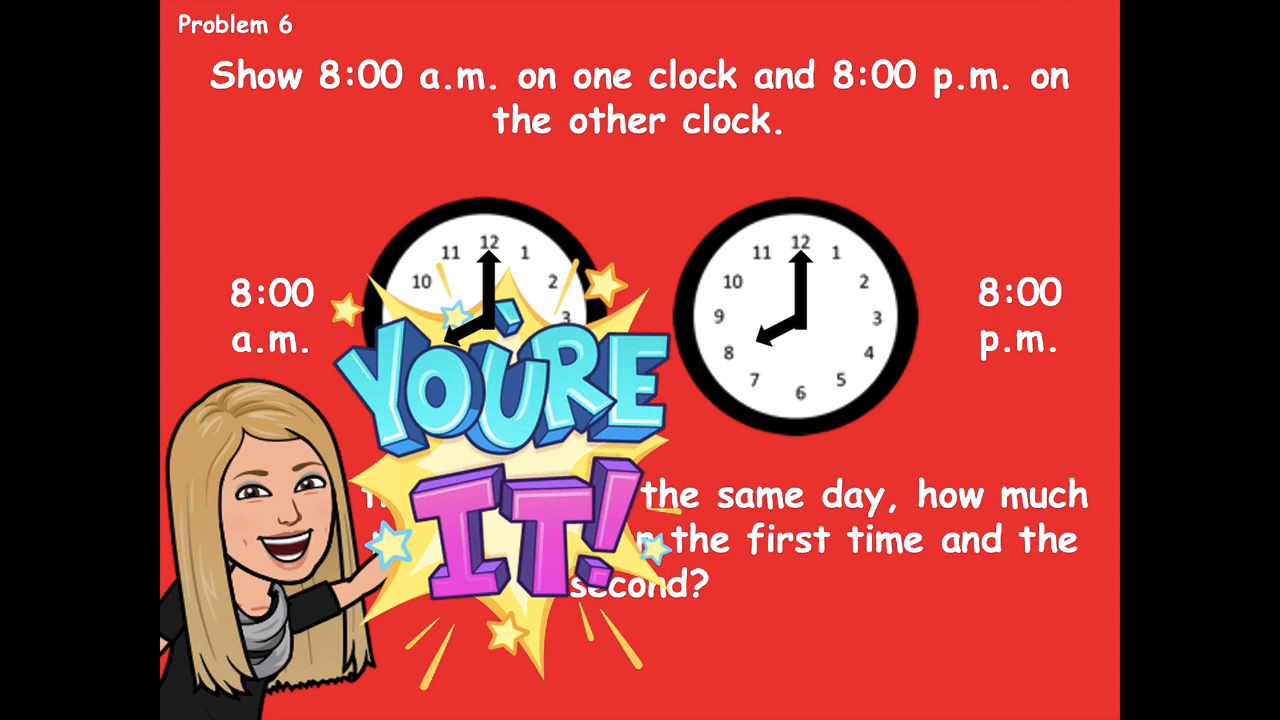 Problem 6
Show 8:00 a.m. on one clock and 8:00 p.m. on
the other clock.
12
11 1
10 2
3
12
11 1
10 2
9 3
8 4
7 5
6
8:00
a.m.
8:00
p.m.
YOU'RE
IT!
the same day, how much
the first time and the
second?